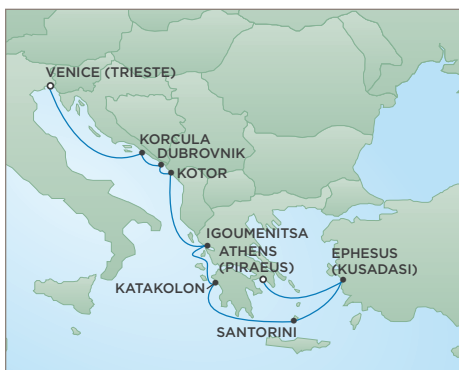 VENICE (TRIESTE)
KORCULA
DUBROVNIK
KOTOR
IGOUMENITSA
ATHENS
(PIRAEUS)
EPHESUS
(KUSADASI)
KATAKOLON
SANTORINI